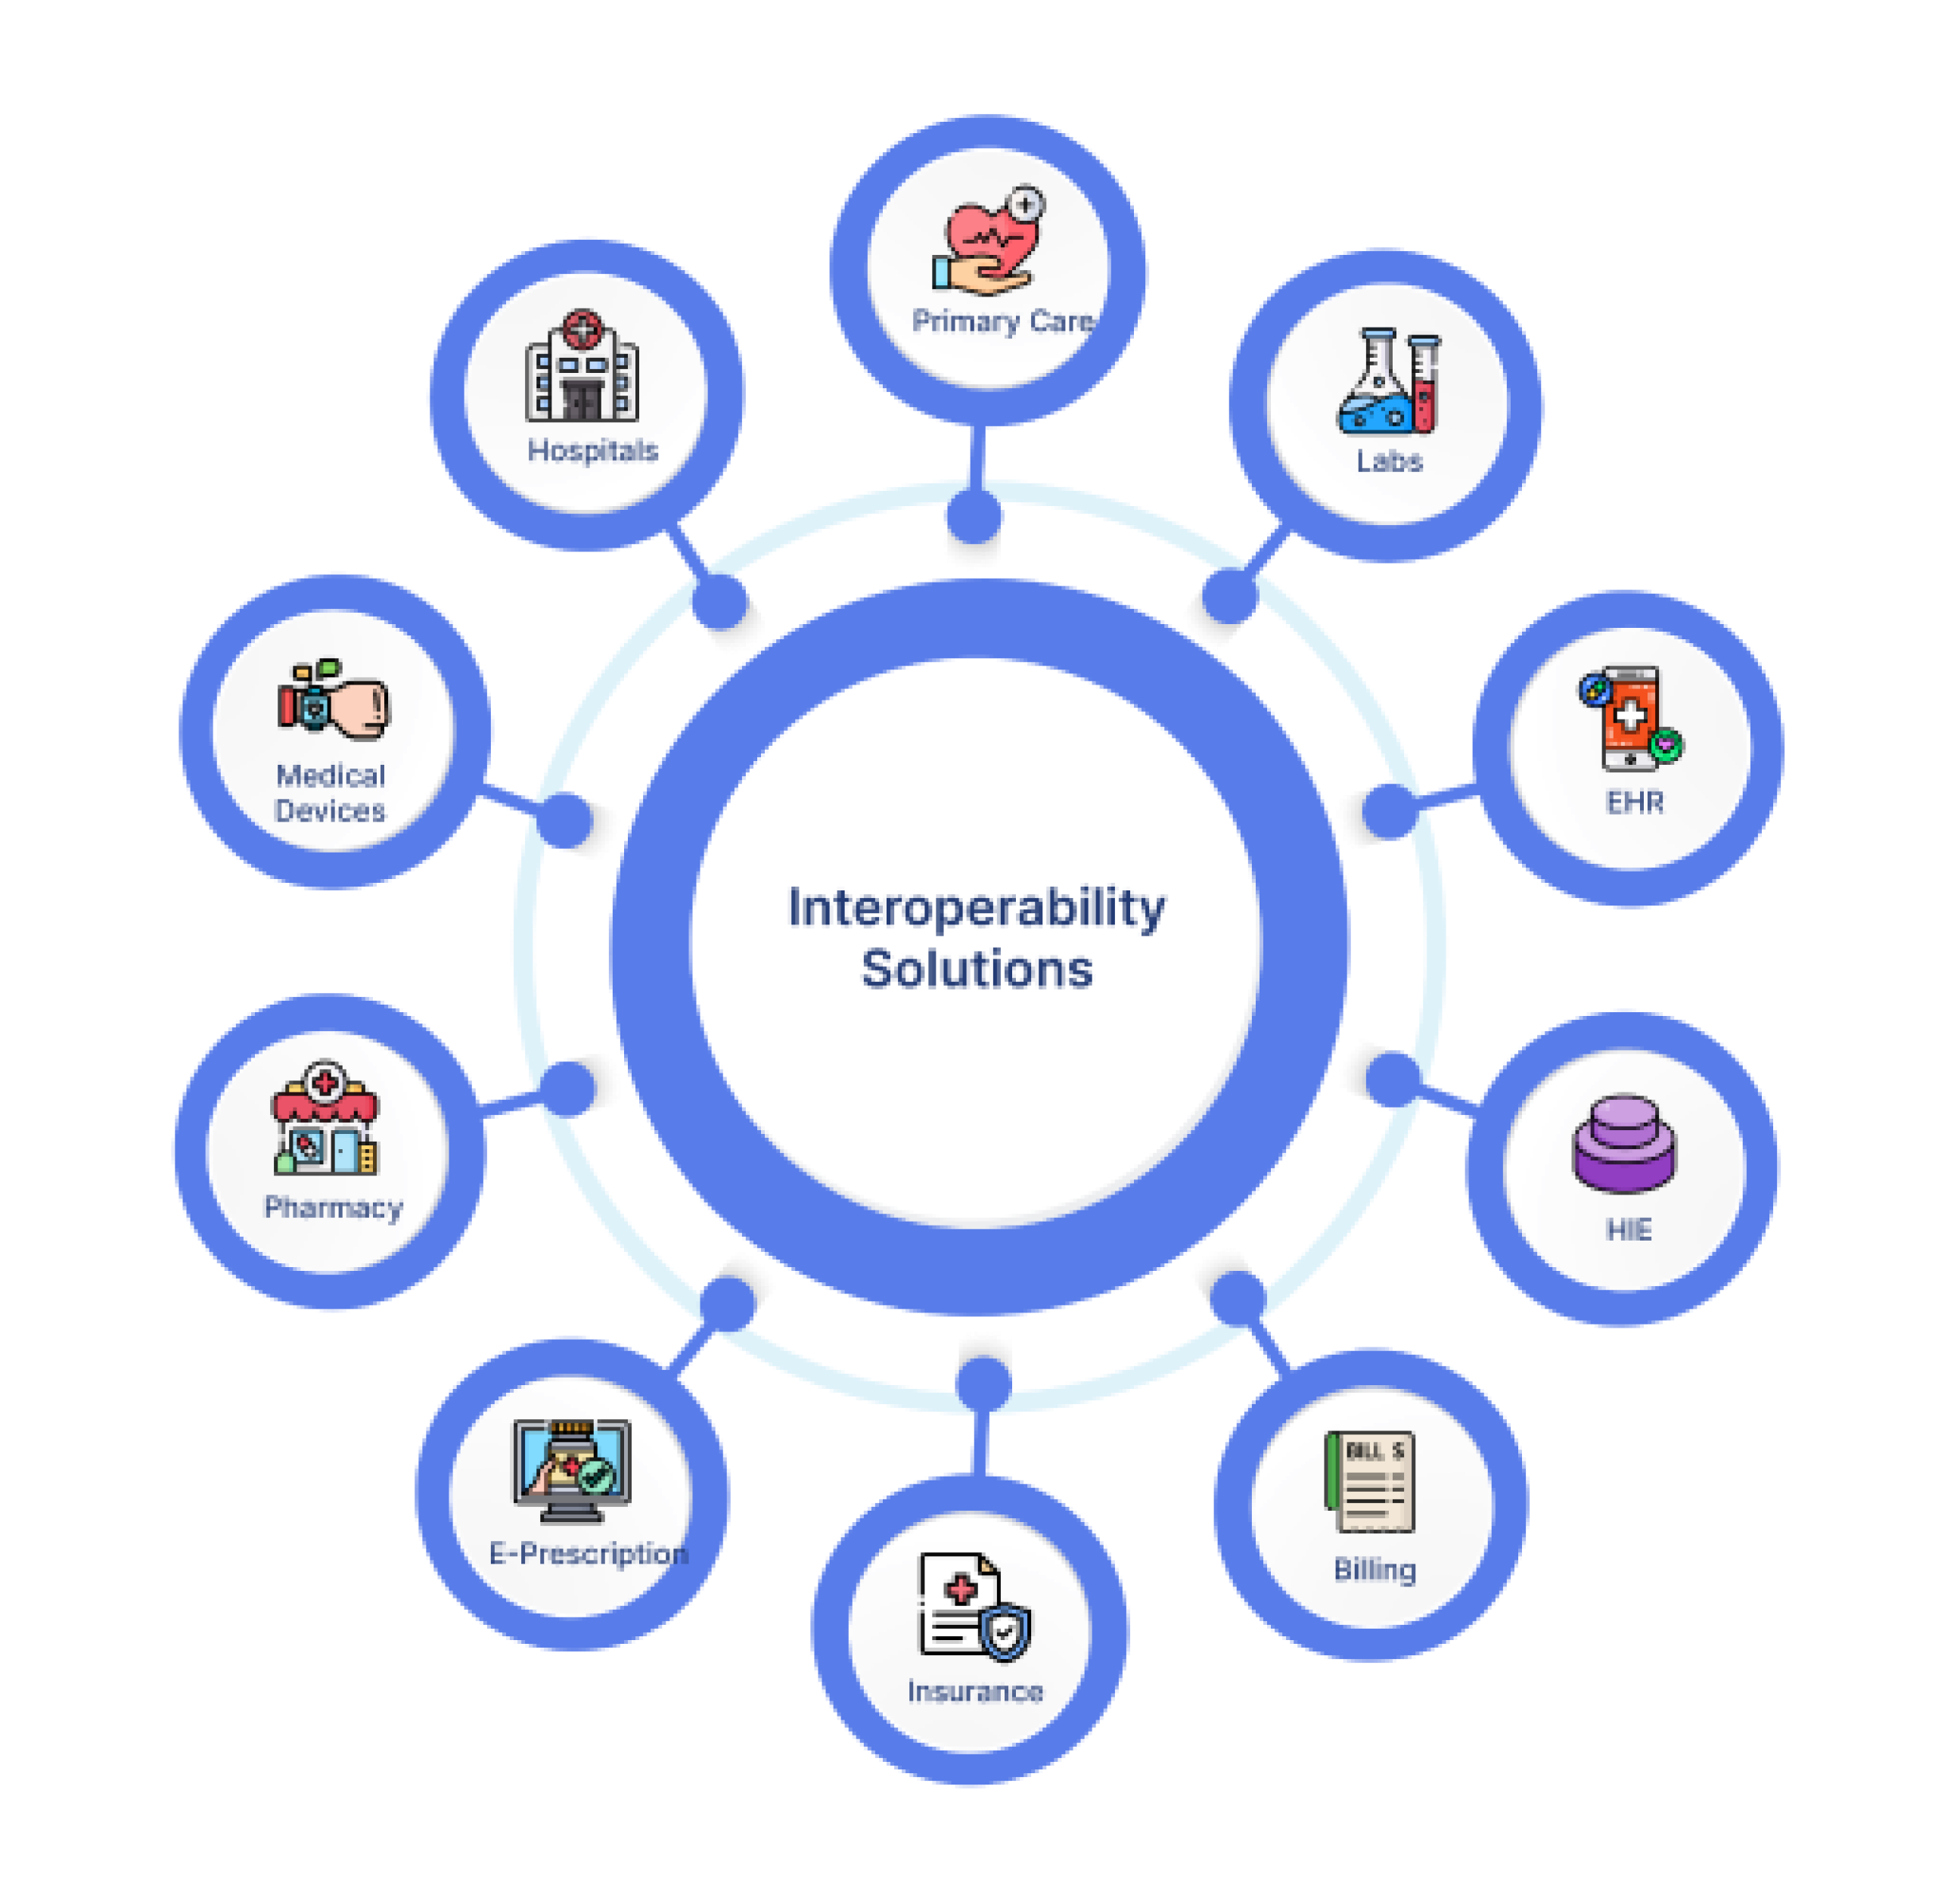 Primary Care
Hospitals
Labs
Medical
Devices
EHR
Interoperability
Solutions
Pharmacy
HIE
E-Prescription
BILL $
Billing
Insurance